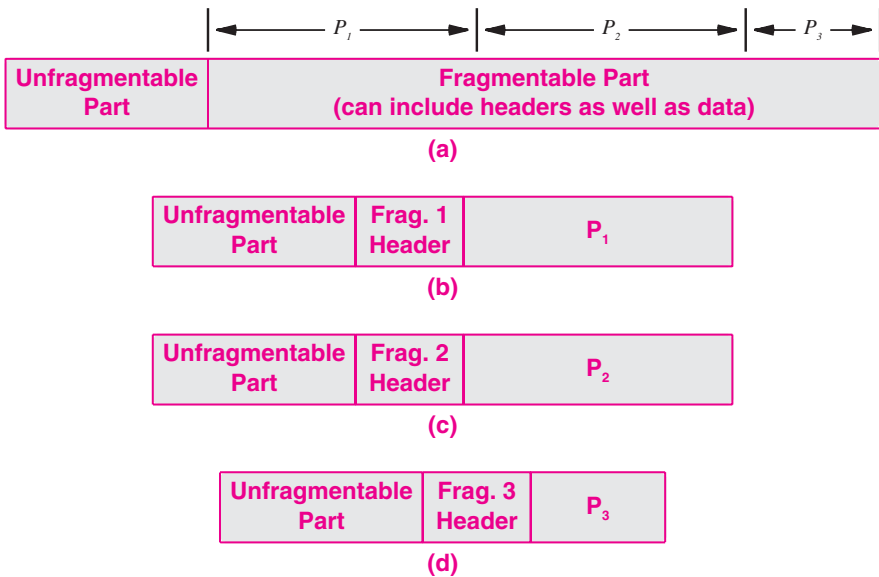 P₁ P₂ P₃
Unfragmentable Part
Fragmentable Part
(can include headers as well as data)
(a)
Unfragmentable Part
Frag. 1 Header
P₁
(b)
Unfragmentable Part
Frag. 2 Header
P₂
(c)
Unfragmentable Part
Frag. 3 Header
P₃
(d)